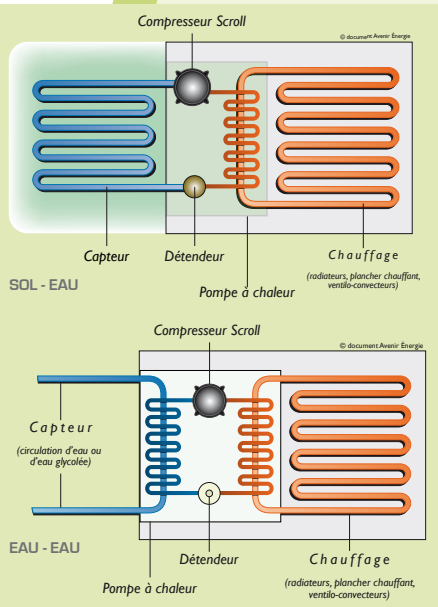 Compresseur Scroll
© document Avenir Énergie
Capteur
Détendeur
Chauffage
(radiateurs, plancher chauffant,
ventilo-convecteurs)
SOL - EAU
Pompe à chaleur
Compresseur Scroll
© document Avenir Énergie
Capteur
(circulation d'eau ou
d'eau glycolée)
EAU - EAU
Détendeur
Chauffage
Pompe à chaleur
(radiateurs, plancher chauffant,
ventilo-convecteurs)